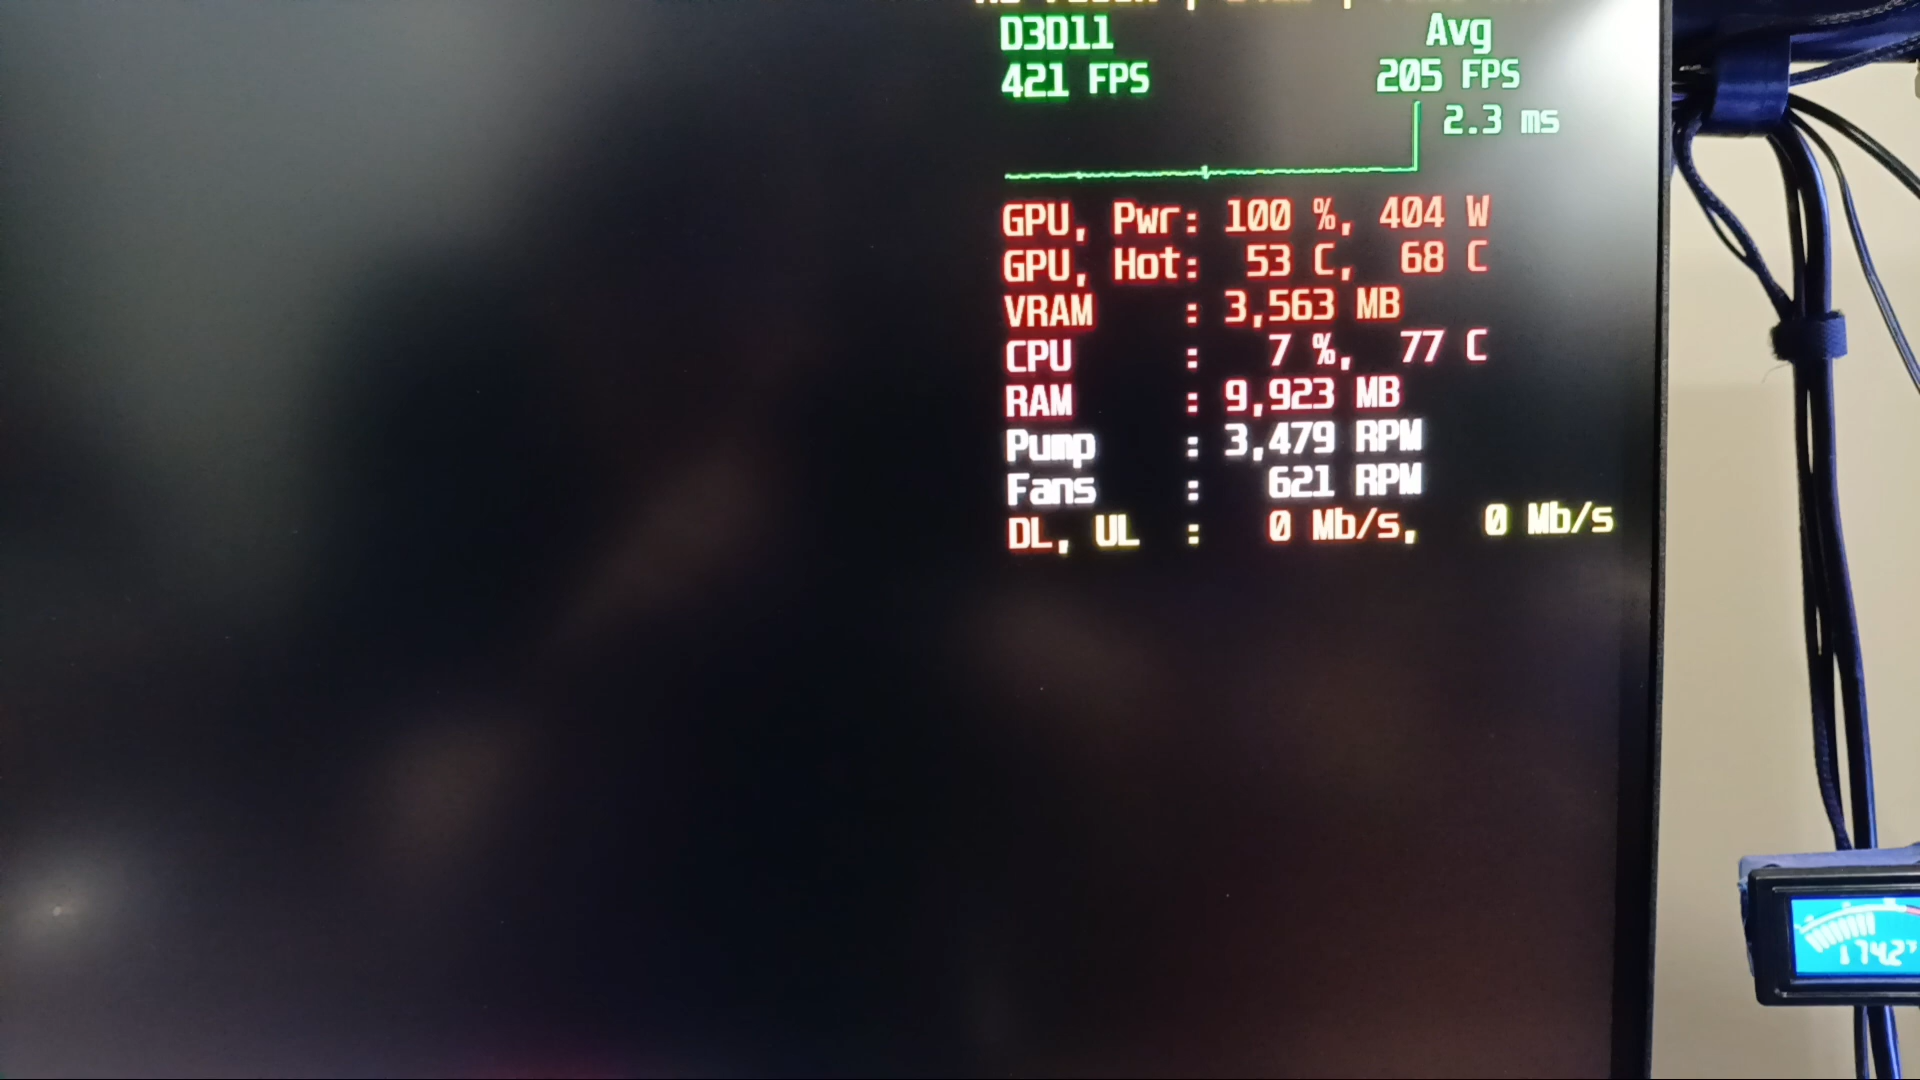 D3D11 Avg
421 FPS 205 FPS
2.3 ms
GPU, Pwr: 100 %, 404 W
GPU, Hot: 53 C, 68 C
VRAM : 3,563 MB
CPU : 7 %, 77 C
RAM : 9,923 MB
Pump : 3,479 RPM
Fans : 621 RPM
DL, UL : 0 Mb/s, 0 Mb/s
174.2